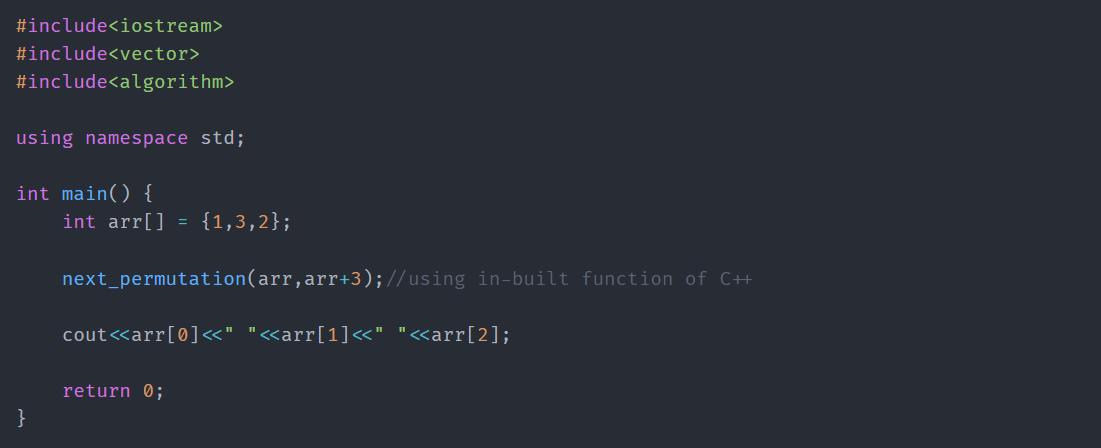 #include<iostream>
#include<vector>
#include<algorithm>
using namespace std;
int main() {
    int arr[] = {1,3,2};
    next_permutation(arr,arr+3);//using in-built function of C++
    cout<<arr[0]<<" "<<arr[1]<<" "<<arr[2];
    return 0;
}